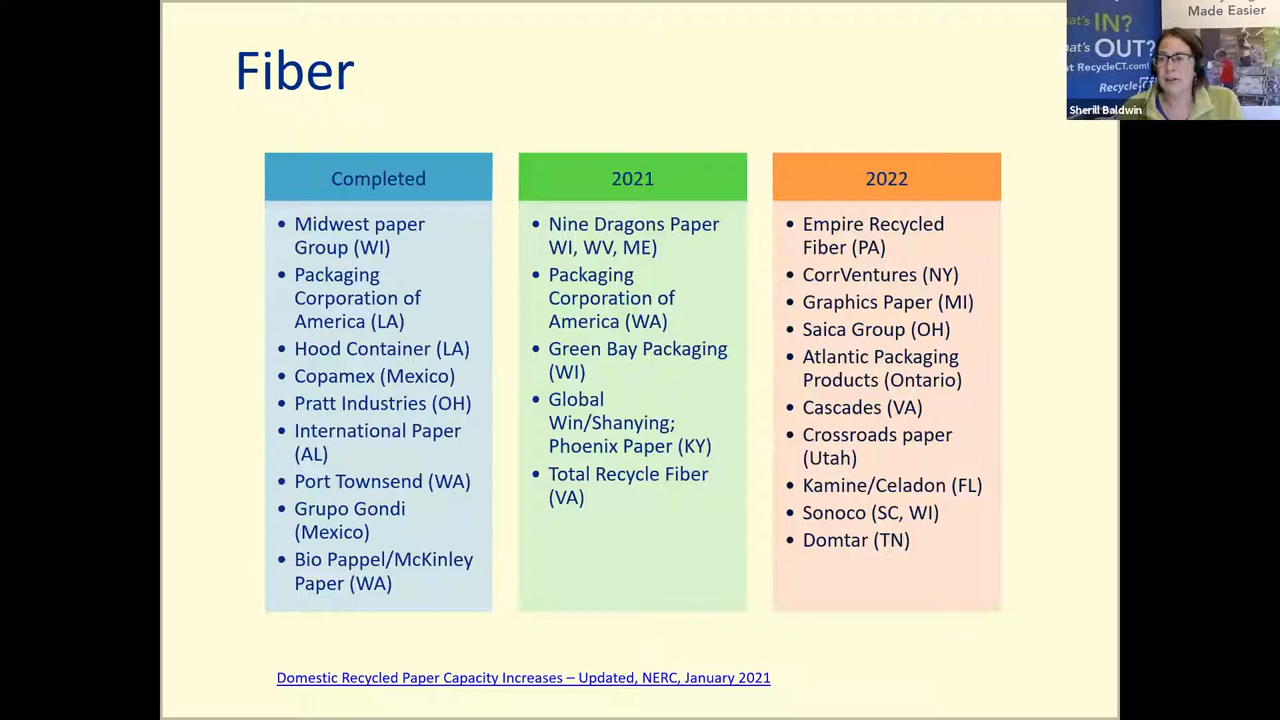 Fiber
Completed
• Midwest paper
Group (WI)
• Packaging
Corporation of
America (LA)
• Hood Container (LA)
• Copamex (Mexico)
• Pratt Industries (OH)
• International Paper
(AL)
• Port Townsend (WA)
• Grupo Gondi
(Mexico)
• Bio Pappel/McKinley
Paper (WA)
2021
• Nine Dragons Paper
WI, WV, ME)
• Packaging
Corporation of
America (WA)
• Green Bay Packaging
(WI)
• Global
Win/Shanying;
Phoenix Paper (KY)
• Total Recycle Fiber
(VA)
2022
• Empire Recycled
Fiber (PA)
• CorrVentures (NY)
• Graphics Paper (MI)
• Saica Group (OH)
• Atlantic Packaging
Products (Ontario)
• Cascades (VA)
• Crossroads paper
(Utah)
• Kamine/Celadon (FL)
• Sonoco (SC, WI)
• Domtar (TN)
Domestic Recycled Paper Capacity Increases – Updated, NERC, January 2021
IN?
OUT?
RecycleCT.com!
Made Easier
Sherill Baldwin